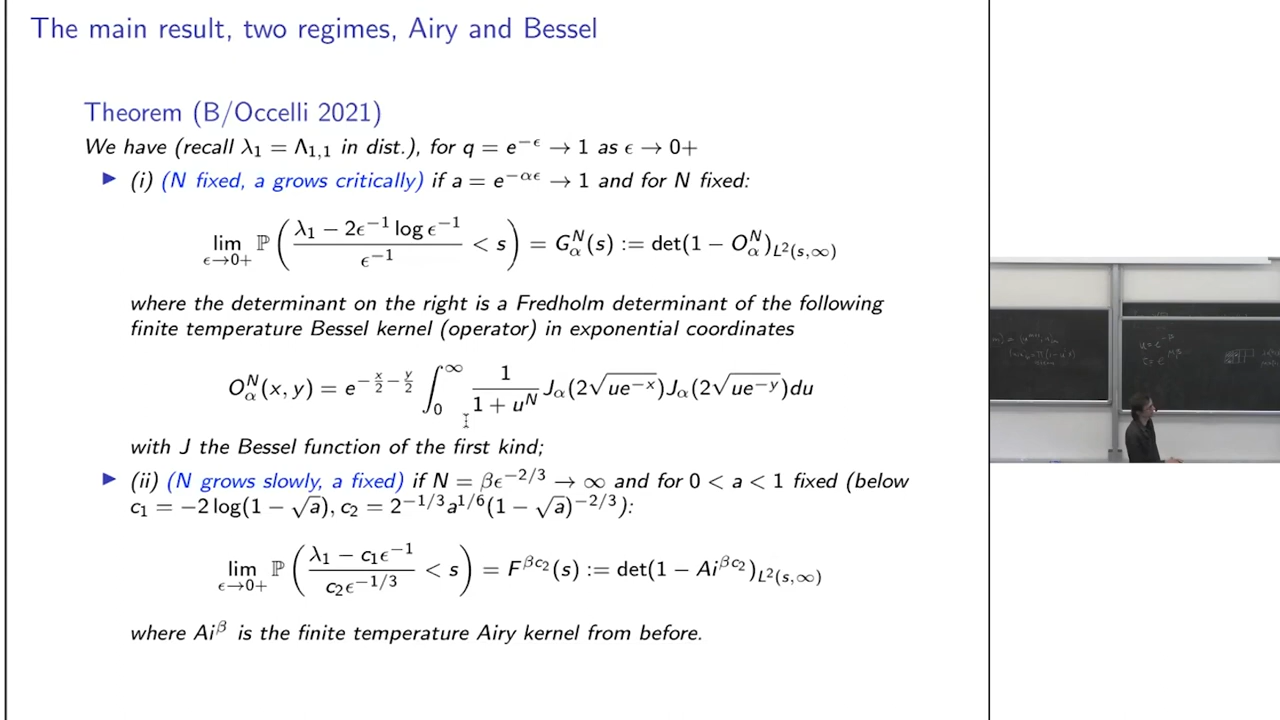 The main result, two regimes, Airy and Bessel
Theorem (B/Occelli 2021)
We have (recall λ₁ = Λ₁,₁ in dist.), for q = e^{−ϵ} → 1 as ϵ → 0+
▶ (i) (N fixed, a grows critically) if a = e^{−αϵ} → 1 and for N fixed:
lim_{ϵ→0+} ℙ( (λ₁ − 2ϵ^{−1} log ϵ^{−1}) / ϵ^{−1} < s ) = G_α^N(s) := det(1 − O_α^N)_{L²(s,∞)}
where the determinant on the right is a Fredholm determinant of the following
finite temperature Bessel kernel (operator) in exponential coordinates
O_α^N(x, y) = e^{−x/2 − y/2} ∫_0^∞ 1/(1 + u^N) J_α(2√(ue^{−x})) J_α(2√(ue^{−y})) du
with J the Bessel function of the first kind;
▶ (ii) (N grows slowly, a fixed) if N = βϵ^{−2/3} → ∞ and for 0 < a < 1 fixed (below
c₁ = −2 log(1 − √a), c₂ = 2^{−1/3}a^{1/6}(1 − √a)^{−2/3}):
lim_{ϵ→0+} ℙ( (λ₁ − c₁ϵ^{−1}) / (c₂ϵ^{−1/3}) < s ) = F^{βc₂}(s) := det(1 − Ai^{βc₂})_{L²(s,∞)}
where Ai^β is the finite temperature Airy kernel from before.